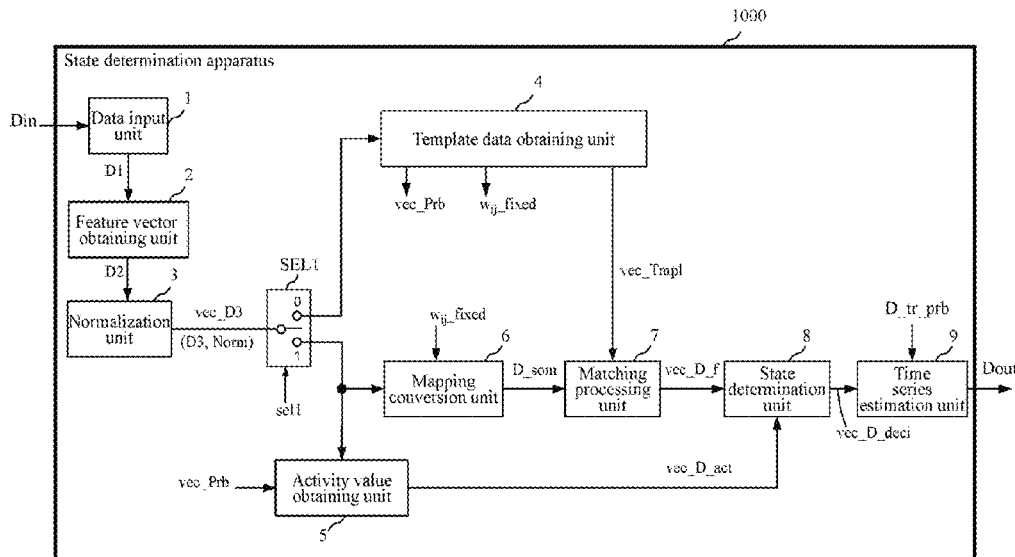 1000
State determination apparatus
Din
1
Data input
unit
D1
2
Feature vector
obtaining unit
D2
3
Normalization
unit
vec_D3
(D3, Norm)
SEL1
0
1
sel1
4
Template data obtaining unit
vec_Prb
wij_fixed
vec_Tmpl
wij_fixed
6
Mapping
conversion unit
D_som
7
Matching
processing
unit
vec_D_f
8
State
determination
unit
vec_D_deci
D_tr_prb
9
Time
series
estimation unit
Dout
vec_Prb
Activity value
obtaining unit
5
vec_D_act